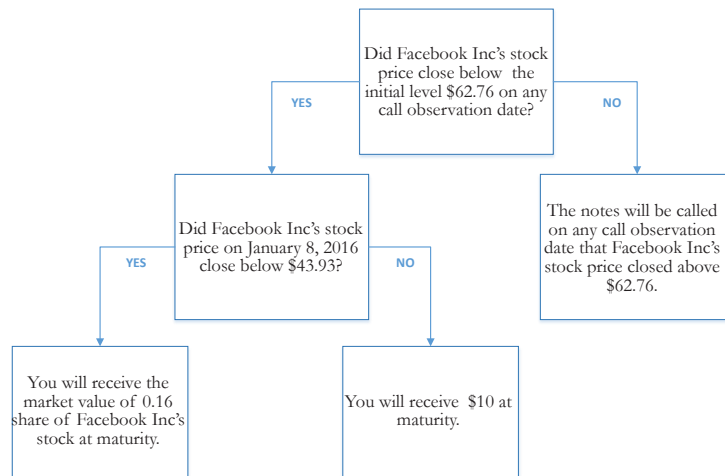 Did Facebook Inc's stock
price close below the
initial level $62.76 on any
call observation date?
YES
NO
Did Facebook Inc's stock
price on January 8, 2016
close below $43.93?
The notes will be called
on any call observation
date that Facebook Inc's
stock price closed above
$62.76.
YES
NO
You will receive the
market value of 0.16
share of Facebook Inc's
stock at maturity.
You will receive $10 at
maturity.